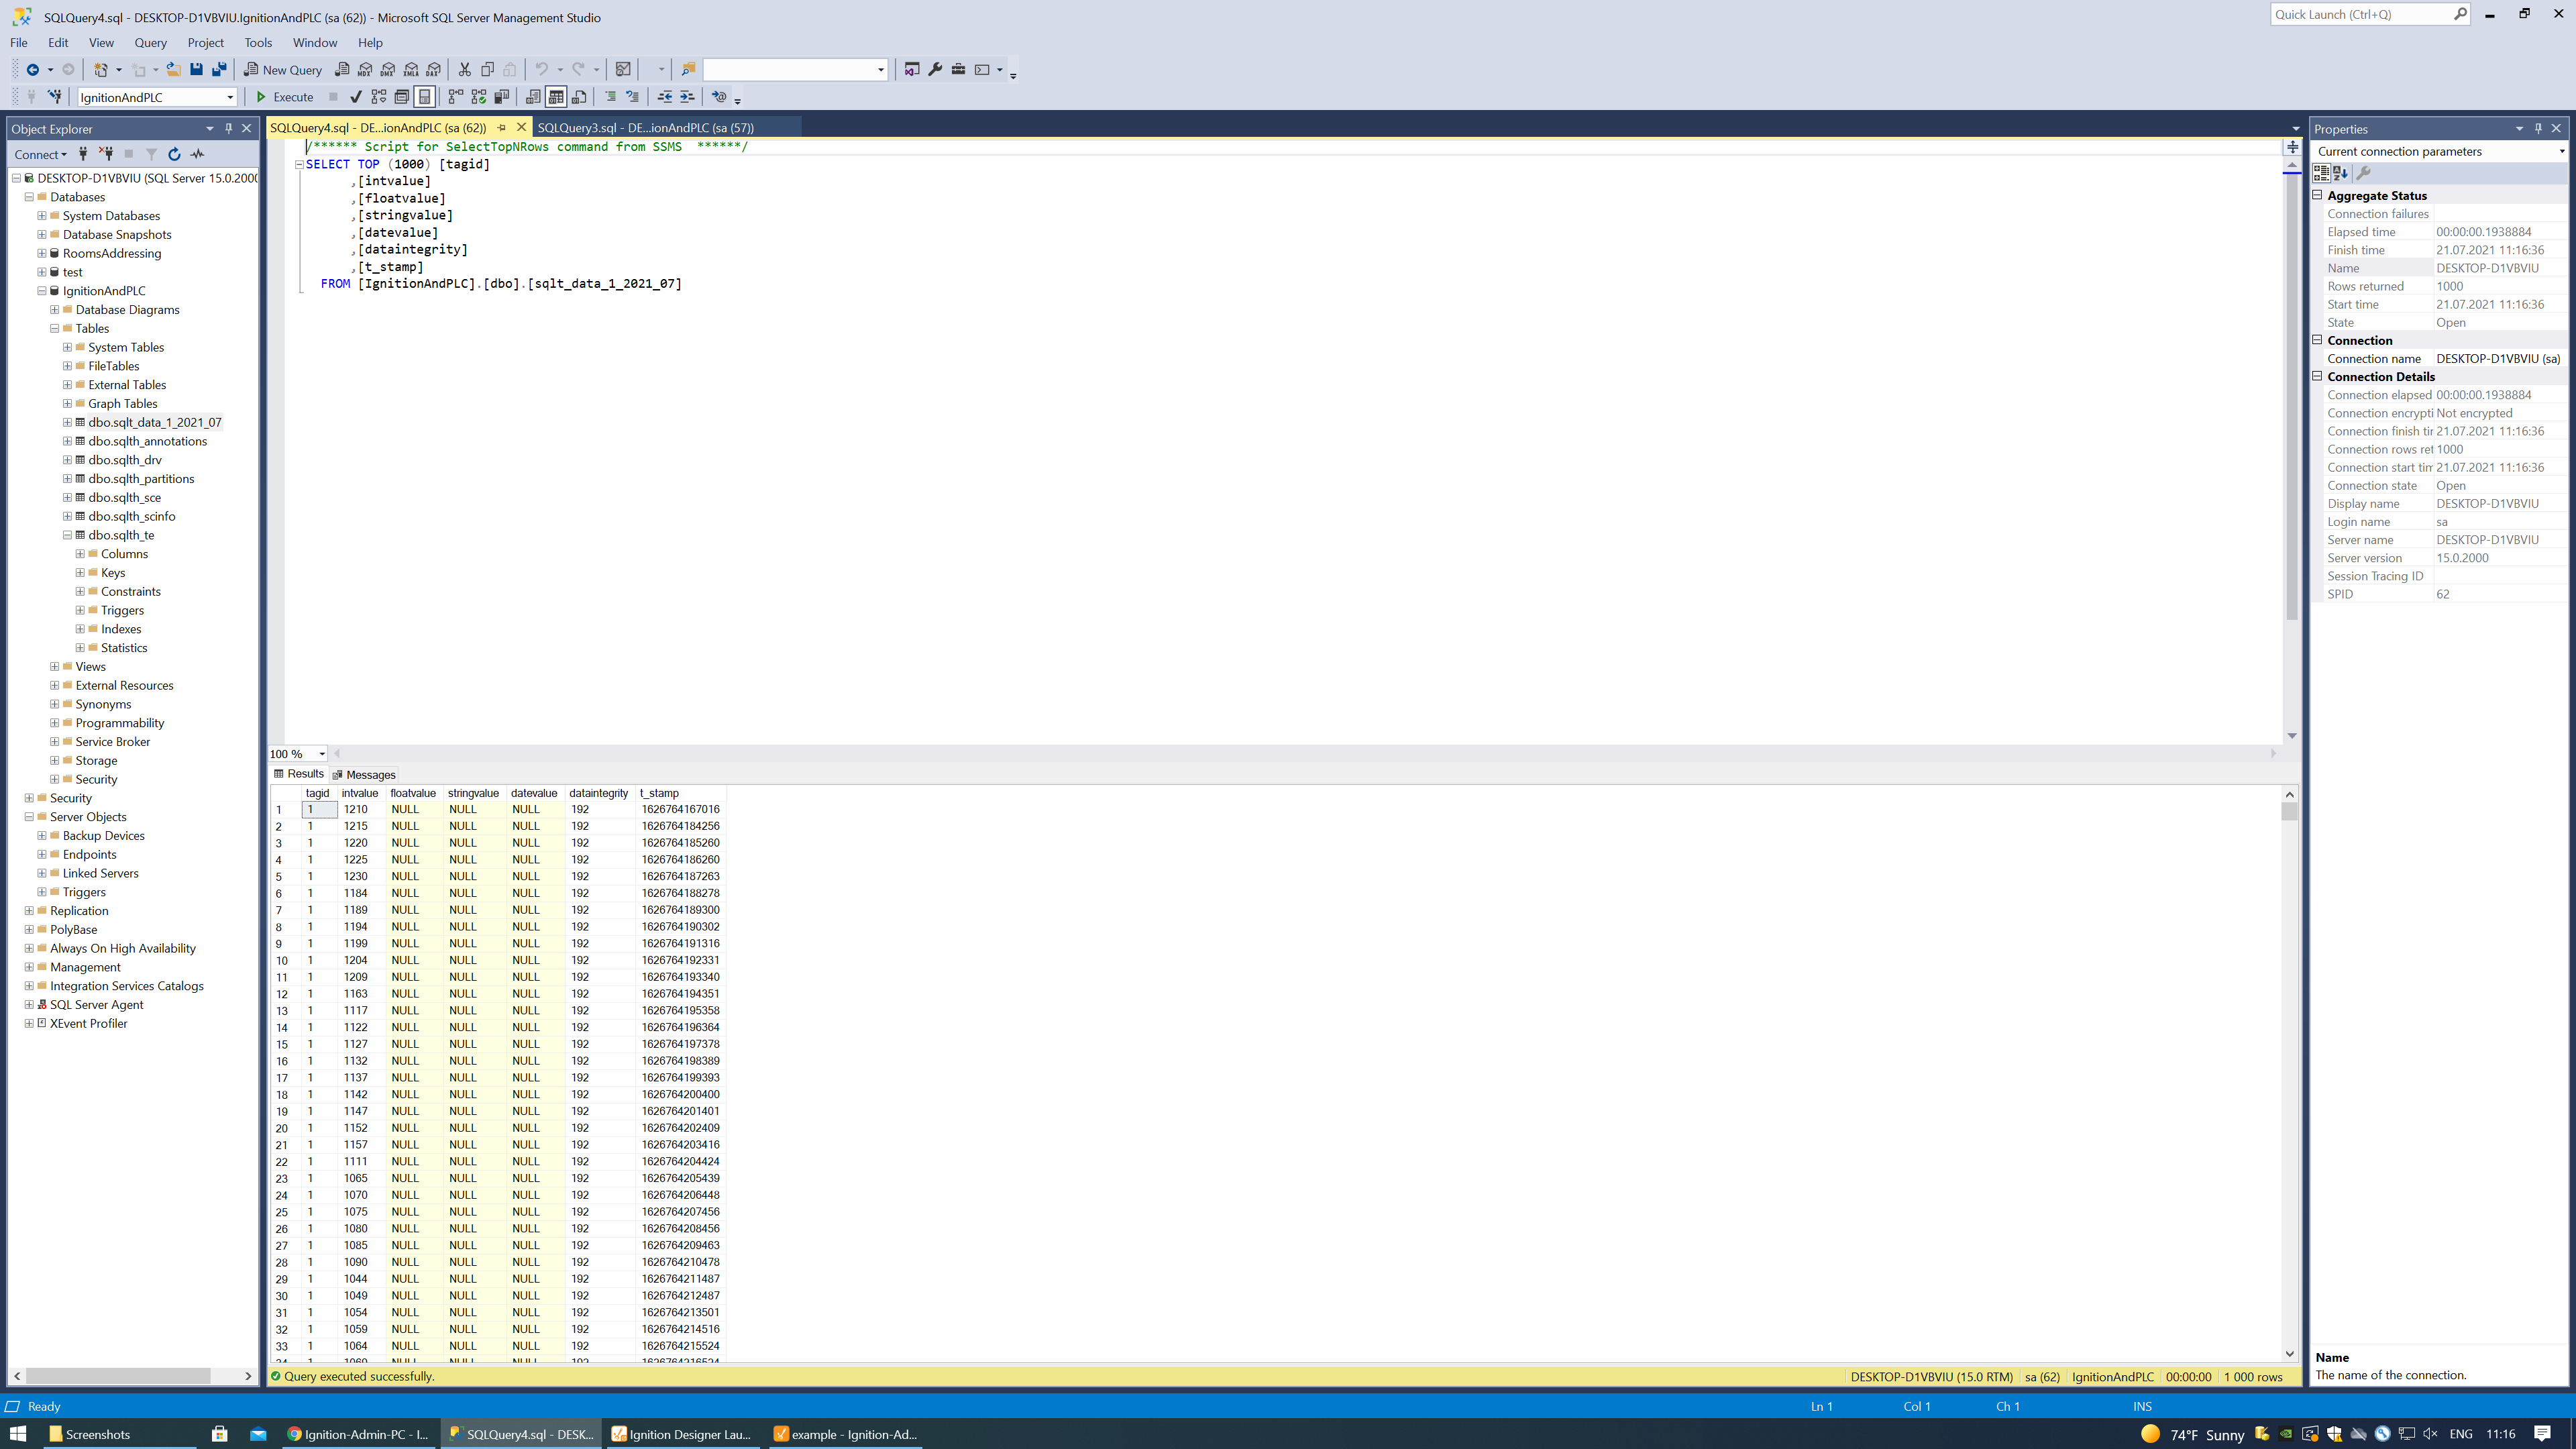 SQLQuery4.sql - DESKTOP-D1VBVIU.IgnitionAndPLC (sa (62)) - Microsoft SQL Server Management Studio
Quick Launch (Ctrl+Q)
File Edit View Query Project Tools Window Help
New Query MDX DMX XMLA DAX
IgnitionAndPLC Execute
Object Explorer
Connect
DESKTOP-D1VBVIU (SQL Server 15.0.2000
Databases
System Databases
Database Snapshots
RoomsAddressing
test
IgnitionAndPLC
Database Diagrams
Tables
System Tables
FileTables
External Tables
Graph Tables
dbo.sqlt_data_1_2021_07
dbo.sqlth_annotations
dbo.sqlth_drv
dbo.sqlth_partitions
dbo.sqlth_sce
dbo.sqlth_scinfo
dbo.sqlth_te
Columns
Keys
Constraints
Triggers
Indexes
Statistics
Views
External Resources
Synonyms
Programmability
Service Broker
Storage
Security
Security
Server Objects
Backup Devices
Endpoints
Linked Servers
Triggers
Replication
PolyBase
Always On High Availability
Management
Integration Services Catalogs
SQL Server Agent
XEvent Profiler
SQLQuery4.sql - DE...ionAndPLC (sa (62)) SQLQuery3.sql - DE...ionAndPLC (sa (57))
/****** Script for SelectTopNRows command from SSMS ******/
SELECT TOP (1000) [tagid]
,[intvalue]
,[floatvalue]
,[stringvalue]
,[datevalue]
,[dataintegrity]
,[t_stamp]
FROM [IgnitionAndPLC].[dbo].[sqlt_data_1_2021_07]
100 %
Results Messages
tagid intvalue floatvalue stringvalue datevalue dataintegrity t_stamp
1 1 1210 NULL NULL NULL 192 1626764167016
2 1 1215 NULL NULL NULL 192 1626764184256
3 1 1220 NULL NULL NULL 192 1626764185260
4 1 1225 NULL NULL NULL 192 1626764186260
5 1 1230 NULL NULL NULL 192 1626764187263
6 1 1184 NULL NULL NULL 192 1626764188278
7 1 1189 NULL NULL NULL 192 1626764189300
8 1 1194 NULL NULL NULL 192 1626764190302
9 1 1199 NULL NULL NULL 192 1626764191316
10 1 1204 NULL NULL NULL 192 1626764192331
11 1 1209 NULL NULL NULL 192 1626764193340
12 1 1163 NULL NULL NULL 192 1626764194351
13 1 1117 NULL NULL NULL 192 1626764195358
14 1 1122 NULL NULL NULL 192 1626764196364
15 1 1127 NULL NULL NULL 192 1626764197378
16 1 1132 NULL NULL NULL 192 1626764198389
17 1 1137 NULL NULL NULL 192 1626764199393
18 1 1142 NULL NULL NULL 192 1626764200400
19 1 1147 NULL NULL NULL 192 1626764201401
20 1 1152 NULL NULL NULL 192 1626764202409
21 1 1157 NULL NULL NULL 192 1626764203416
22 1 1111 NULL NULL NULL 192 1626764204424
23 1 1065 NULL NULL NULL 192 1626764205439
24 1 1070 NULL NULL NULL 192 1626764206448
25 1 1075 NULL NULL NULL 192 1626764207456
26 1 1080 NULL NULL NULL 192 1626764208456
27 1 1085 NULL NULL NULL 192 1626764209463
28 1 1090 NULL NULL NULL 192 1626764210478
29 1 1044 NULL NULL NULL 192 1626764211487
30 1 1049 NULL NULL NULL 192 1626764212487
31 1 1054 NULL NULL NULL 192 1626764213501
32 1 1059 NULL NULL NULL 192 1626764214516
33 1 1064 NULL NULL NULL 192 1626764215524
Query executed successfully. DESKTOP-D1VBVIU (15.0 RTM) sa (62) IgnitionAndPLC 00:00:00 1 000 rows
Properties
Current connection parameters
Aggregate Status
Connection failures
Elapsed time 00:00:00.1938884
Finish time 21.07.2021 11:16:36
Name DESKTOP-D1VBVIU
Rows returned 1000
Start time 21.07.2021 11:16:36
State Open
Connection
Connection name DESKTOP-D1VBVIU (sa)
Connection Details
Connection elapsed 00:00:00.1938884
Connection encrypti Not encrypted
Connection finish tir 21.07.2021 11:16:36
Connection rows ret 1000
Connection start tim 21.07.2021 11:16:36
Connection state Open
Display name DESKTOP-D1VBVIU
Login name sa
Server name DESKTOP-D1VBVIU
Server version 15.0.2000
Session Tracing ID
SPID 62
Name
The name of the connection.
Ready Ln 1 Col 1 Ch 1 INS
Screenshots Ignition-Admin-PC - I... SQLQuery4.sql - DESK... Ignition Designer Lau... example - Ignition-Ad... 74°F Sunny ENG 11:16